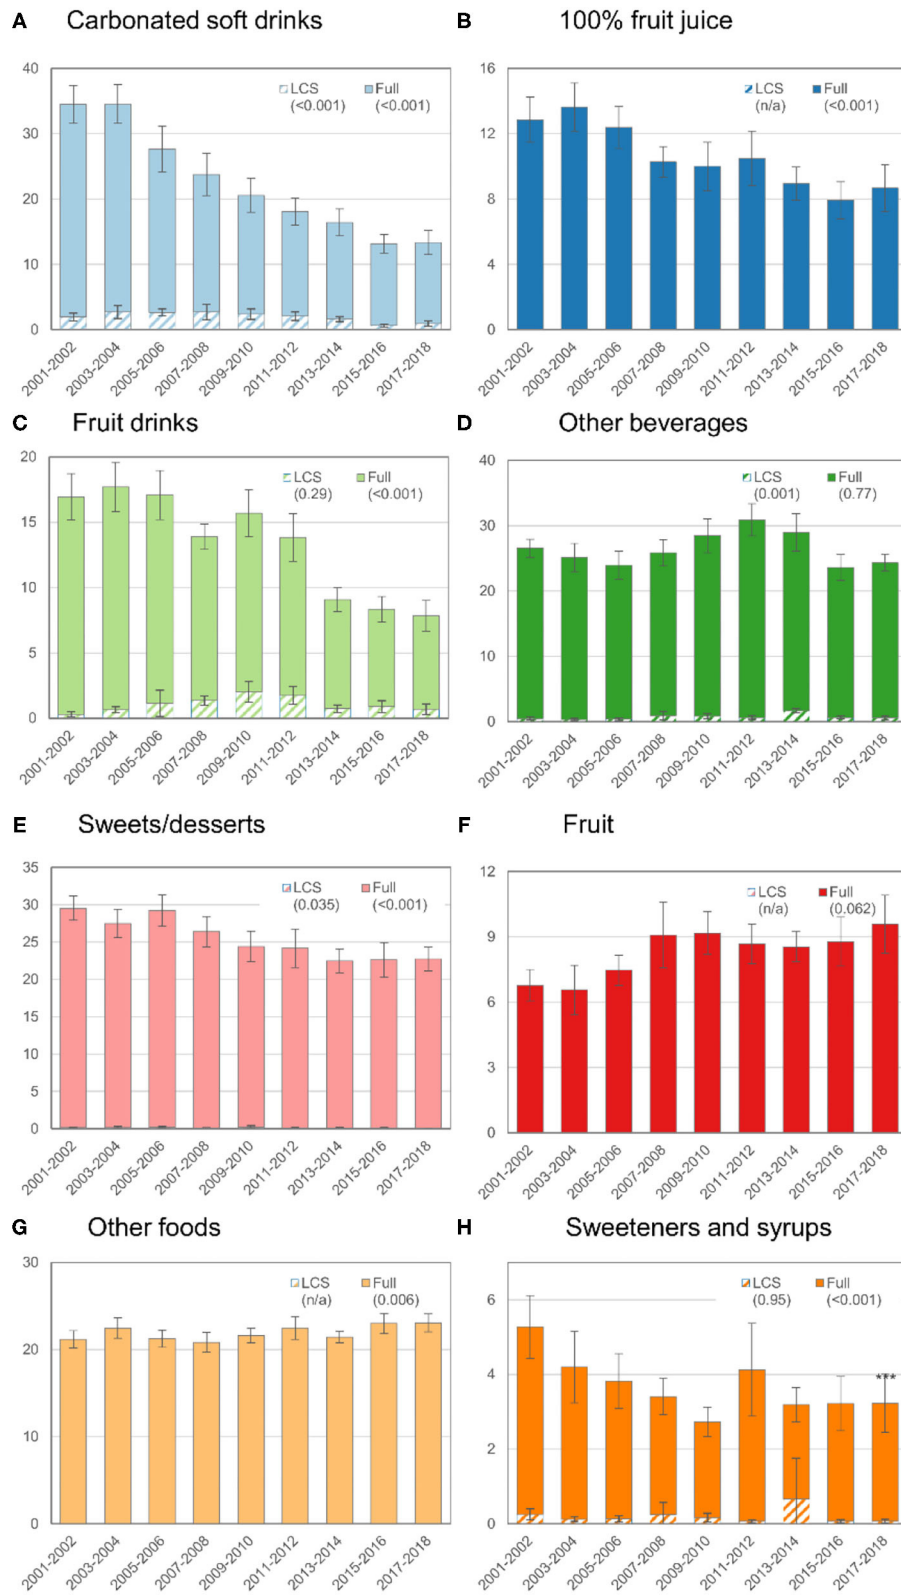 A Carbonated soft drinks
40
30
20
10
0
LCS Full
(<0.001) (<0.001)
2001-2002 2003-2004 2005-2006 2007-2008 2009-2010 2011-2012 2013-2014 2015-2016 2017-2018
B 100% fruit juice
16
12
8
4
0
LCS Full
(n/a) (<0.001)
2001-2002 2003-2004 2005-2006 2007-2008 2009-2010 2011-2012 2013-2014 2015-2016 2017-2018
C Fruit drinks
20
15
10
5
0
LCS Full
(0.29) (<0.001)
2001-2002 2003-2004 2005-2006 2007-2008 2009-2010 2011-2012 2013-2014 2015-2016 2017-2018
D Other beverages
40
30
20
10
0
LCS Full
(0.001) (0.77)
2001-2002 2003-2004 2005-2006 2007-2008 2009-2010 2011-2012 2013-2014 2015-2016 2017-2018
E Sweets/desserts
35
30
25
20
15
10
5
0
LCS Full
(0.035) (<0.001)
2001-2002 2003-2004 2005-2006 2007-2008 2009-2010 2011-2012 2013-2014 2015-2016 2017-2018
F Fruit
12
9
6
3
0
LCS Full
(n/a) (0.062)
2001-2002 2003-2004 2005-2006 2007-2008 2009-2010 2011-2012 2013-2014 2015-2016 2017-2018
G Other foods
30
20
10
0
LCS Full
(n/a) (0.006)
2001-2002 2003-2004 2005-2006 2007-2008 2009-2010 2011-2012 2013-2014 2015-2016 2017-2018
H Sweeteners and syrups
6
4
2
0
LCS Full
(0.95) (<0.001)
***
2001-2002 2003-2004 2005-2006 2007-2008 2009-2010 2011-2012 2013-2014 2015-2016 2017-2018